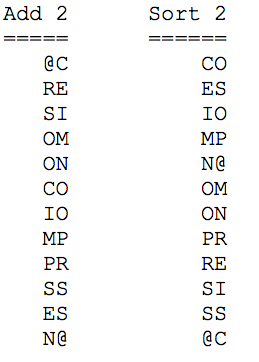 Add 2 Sort 2
===== ======
@C CO
RE ES
SI IO
OM MP
ON N@
CO OM
IO ON
MP PR
PR RE
SS SI
ES SS
N@ @C